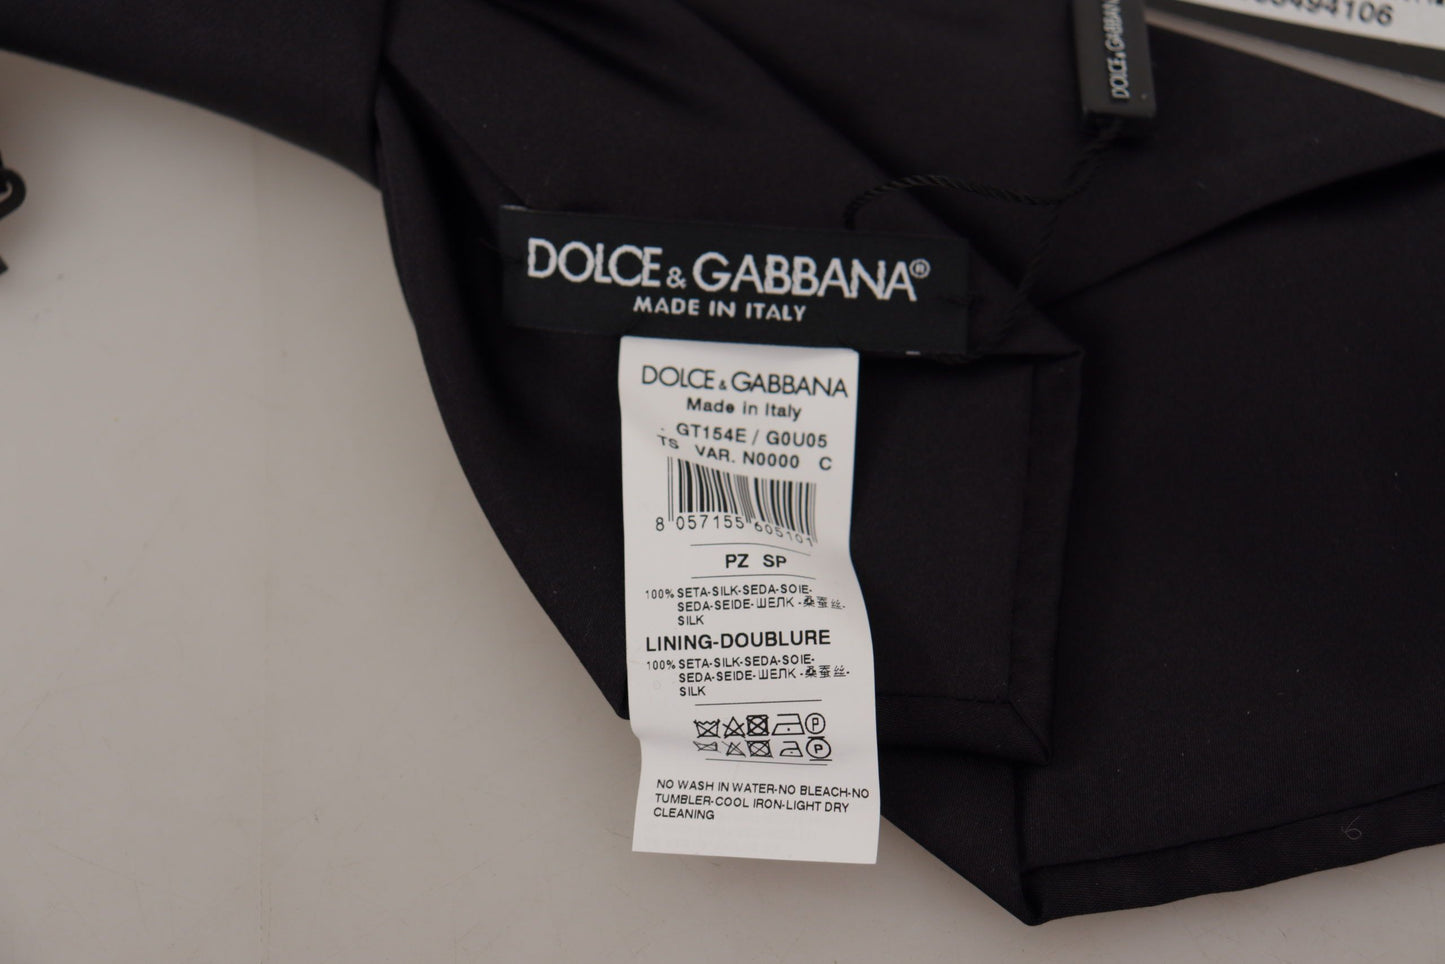 DOLCE & GABBANA
DOLCE & GABBANA®
MADE IN ITALY
DOLCE & GABBANA
Made in Italy
GT154E / G0U05
TS VAR. N0000 C
8 057155 605101
PZ SP
100% SETA-SILK-SEDA-SOIE-
SEDA-SEIDE-ШЕЛК-桑蚕丝-
SILK
LINING-DOUBLURE
100% SETA-SILK-SEDA-SOIE-
SEDA-SEIDE-ШЕЛК-桑蚕丝-
SILK
P
P
NO WASH IN WATER-NO BLEACH-NO
TUMBLER-COOL IRON-LIGHT DRY
CLEANING